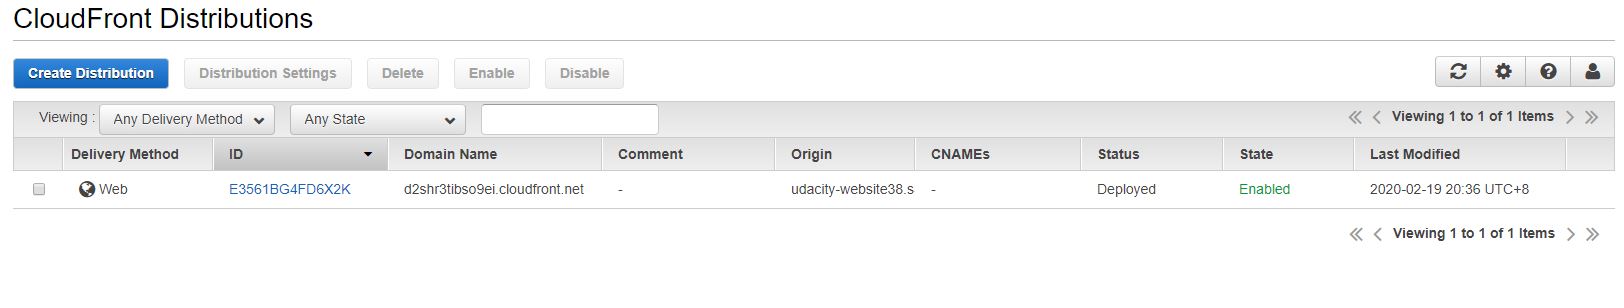 CloudFront Distributions
Create Distribution Distribution Settings Delete Enable Disable
Viewing : Any Delivery Method Any State Viewing 1 to 1 of 1 Items
Delivery Method ID Domain Name Comment Origin CNAMEs Status State Last Modified
Web E3561BG4FD6X2K d2shr3tibso9ei.cloudfront.net - udacity-website38.s - Deployed Enabled 2020-02-19 20:36 UTC+8
Viewing 1 to 1 of 1 Items